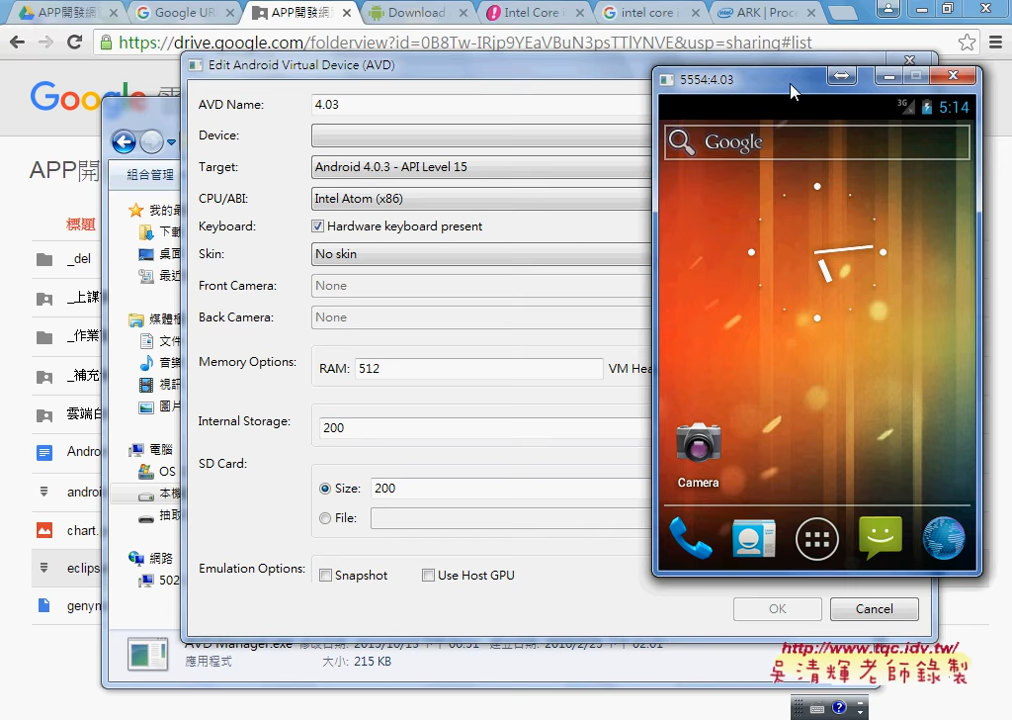 APP開發網
Google UR
APP開發網
Download
Intel Core i
intel core i
ARK | Proc
https://drive.google.com/folderview?id=0B8Tw-IRjp9YEaVBuN3psTTlYNVE&usp=sharing#list
Edit Android Virtual Device (AVD)
5554:4.03
Google
AVD Name:
4.03
3G
5:14
Device:
Google
APP開
組合管理
Target:
Android 4.0.3 - API Level 15
CPU/ABI:
Intel Atom (x86)
我的最
標題
下載
Keyboard:
Hardware keyboard present
_del
桌面
Skin:
No skin
最近
_上課
Front Camera:
None
媒體櫃
Back Camera:
None
_作業
文件
音樂
Memory Options:
RAM:
512
VM Hea
_補充
視訊
圖片
雲端白
Internal Storage:
200
電腦
Andro
OS
SD Card:
Camera
androi
本機
Size:
200
抽取
File:
chart.
網路
eclips
Emulation Options:
Snapshot
Use Host GPU
502
genyn
OK
Cancel
AVD Manager.exe
應用程式
大小: 215 KB
http://www.tqc.idv.tw/
吳清輝老師錄製